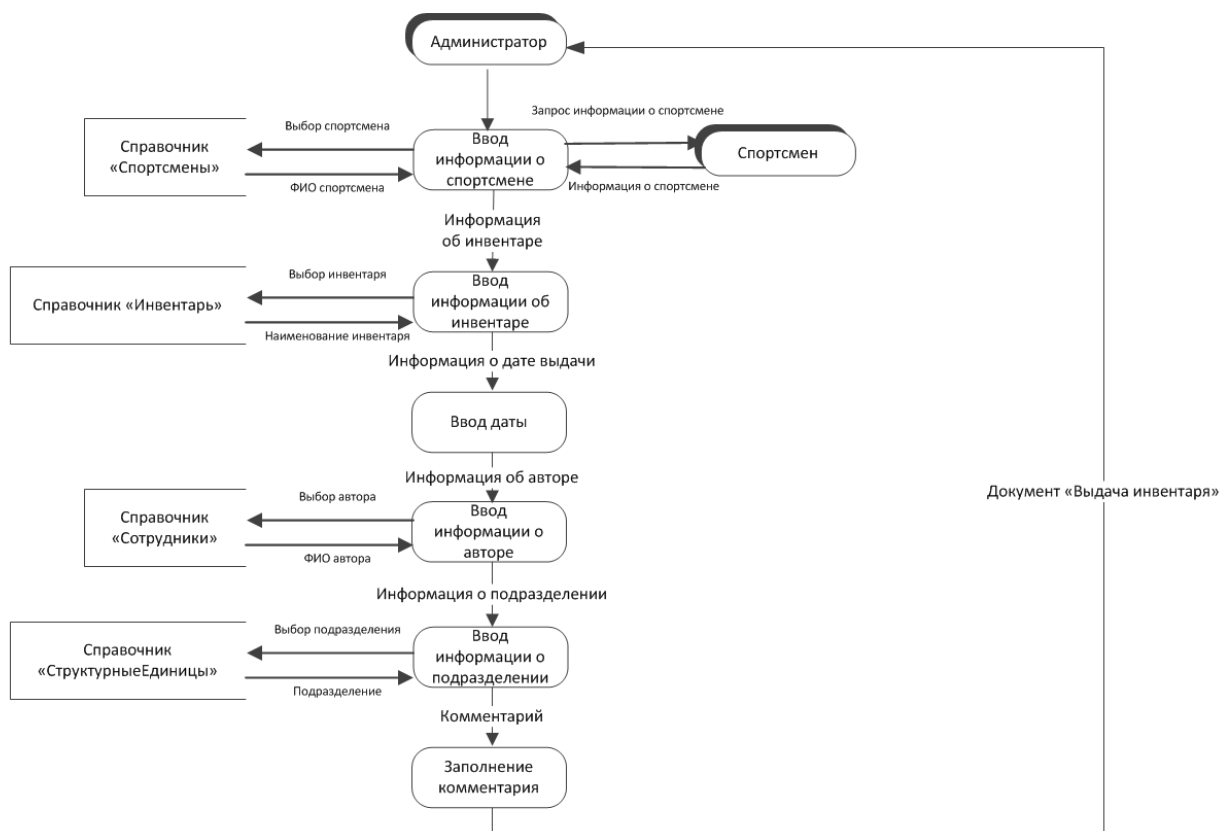 Администратор
Запрос информации о спортсмене
Выбор спортсмена
Справочник
«Спортсмены»
Ввод
информации о
спортсмене
Спортсмен
ФИО спортсмена
Информация о спортсмене
Информация
об инвентаре
Выбор инвентаря
Справочник «Инвентарь»
Ввод
информации об
инвентаре
Наименование инвентаря
Информация о дате выдачи
Ввод даты
Информация об авторе
Документ «Выдача инвентаря»
Выбор автора
Справочник
«Сотрудники»
Ввод
информации о
авторе
ФИО автора
Информация о подразделении
Выбор подразделения
Справочник
«СтруктурныеЕдиницы»
Ввод
информации о
подразделении
Подразделение
Комментарий
Заполнение
комментария